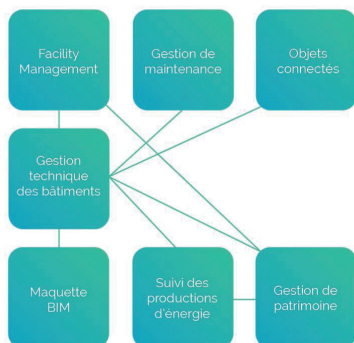 Facility
Management
Gestion de
maintenance
Objets
connectés
Gestion
technique
des bâtiments
Maquette
BIM
Suivi des
productions
d'énergie
Gestion de
patrimoine